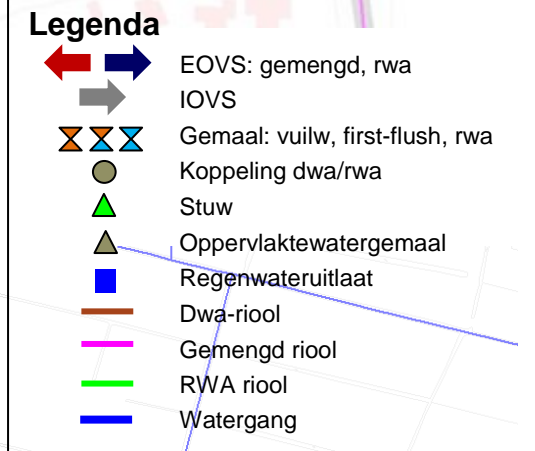 Legenda
EOVS: gemengd, rwa
IOVS
Gemaal: vuilw, first-flush, rwa
Koppeling dwa/rwa
Stuw
Oppervlaktewatergemaal
Regenwateruitlaat
Dwa-riool
Gemengd riool
RWA riool
Watergang